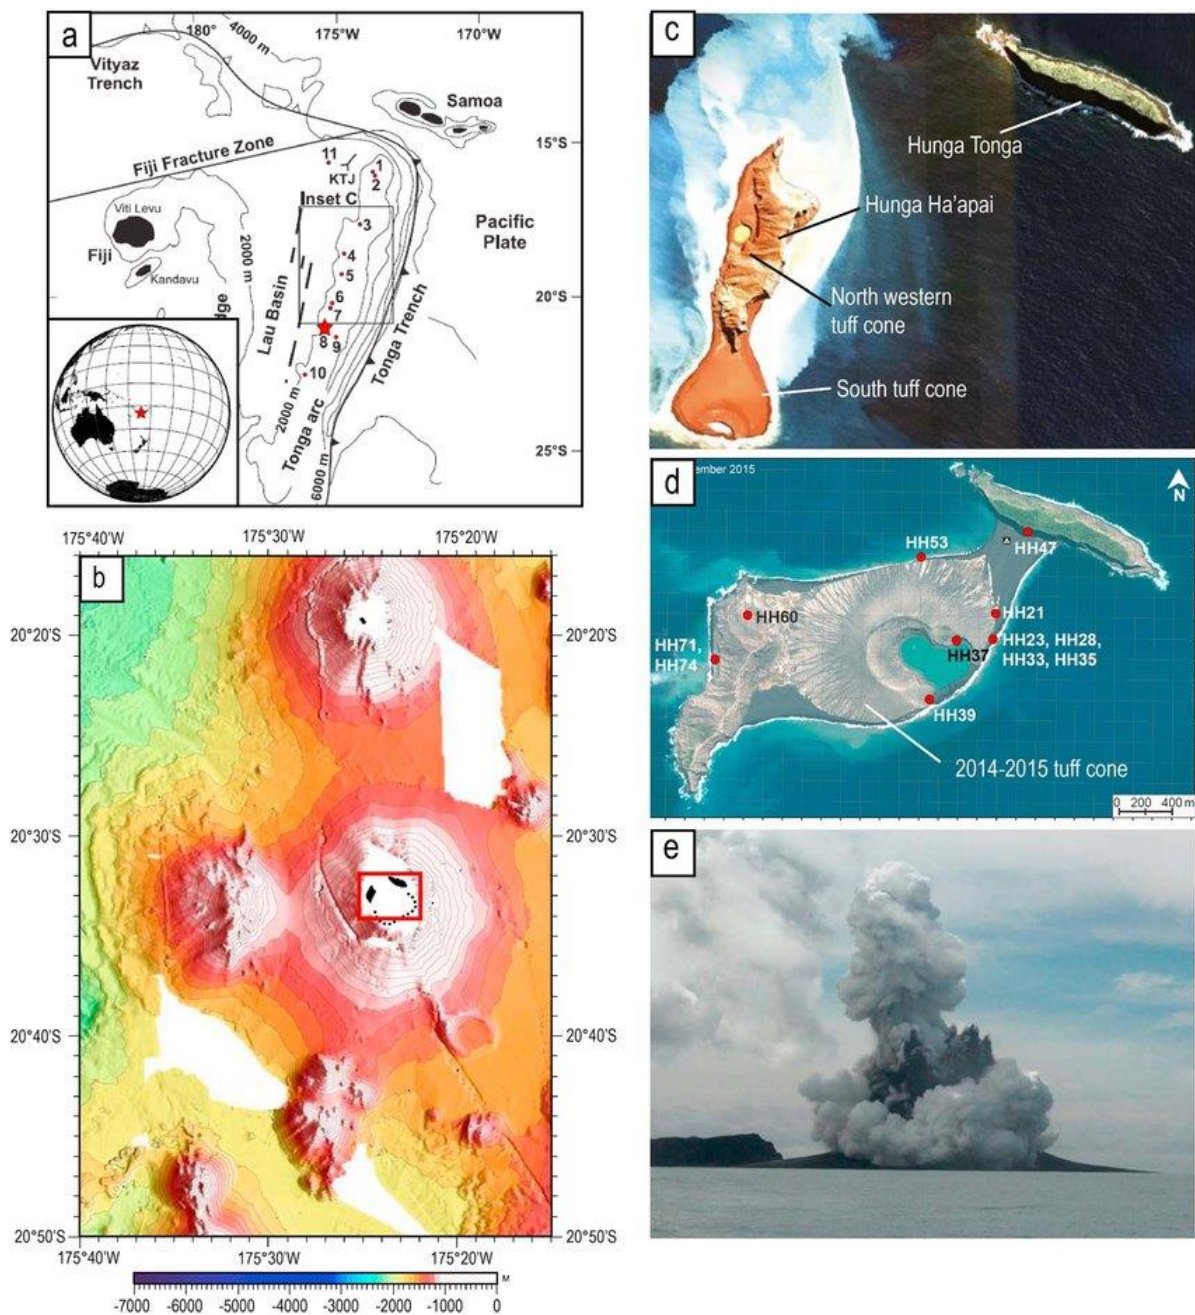 a
180°
175°W
170°W
4000 m
Vityaz
Trench
Samoa
15°S
Fiji Fracture Zone
11
KTJ
1
2
Inset C
Viti Levu
3
Pacific
Plate
Fiji
Kandavu
2000 m
4
5
20°S
dge
Lau Basin
6
7
8
9
10
Tonga Trench
2000 m
Tonga arc
6000 m
25°S
b
175°40'W
175°30'W
175°20'W
20°20'S
20°20'S
20°30'S
20°30'S
20°40'S
20°40'S
20°50'S
20°50'S
175°40'W
175°30'W
175°20'W
M
-7000
-6000
-5000
-4000
-3000
-2000
-1000
0
c
Hunga Tonga
Hunga Ha'apai
North western
tuff cone
South tuff cone
d
ember 2015
N
HH53
HH47
HH60
HH21
HH71,
HH74
HH37
HH23, HH28,
HH33, HH35
HH39
2014-2015 tuff cone
0 200 400 m
e